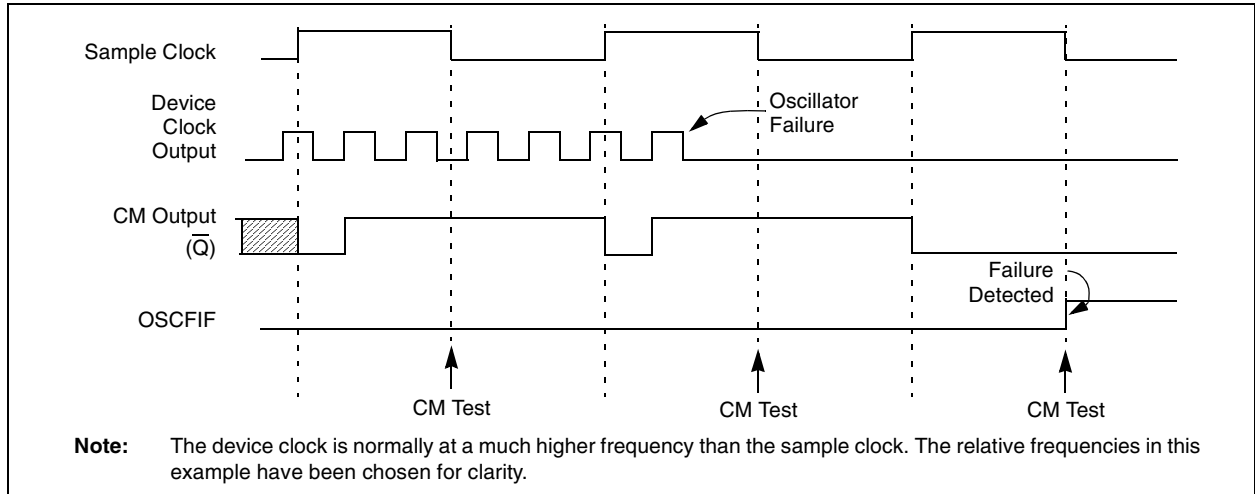 Sample Clock
Device
Clock
Output
Oscillator
Failure
CM Output
(Q̅)
Failure
Detected
OSCFIF
CM Test
CM Test
CM Test
Note: The device clock is normally at a much higher frequency than the sample clock. The relative frequencies in this
example have been chosen for clarity.